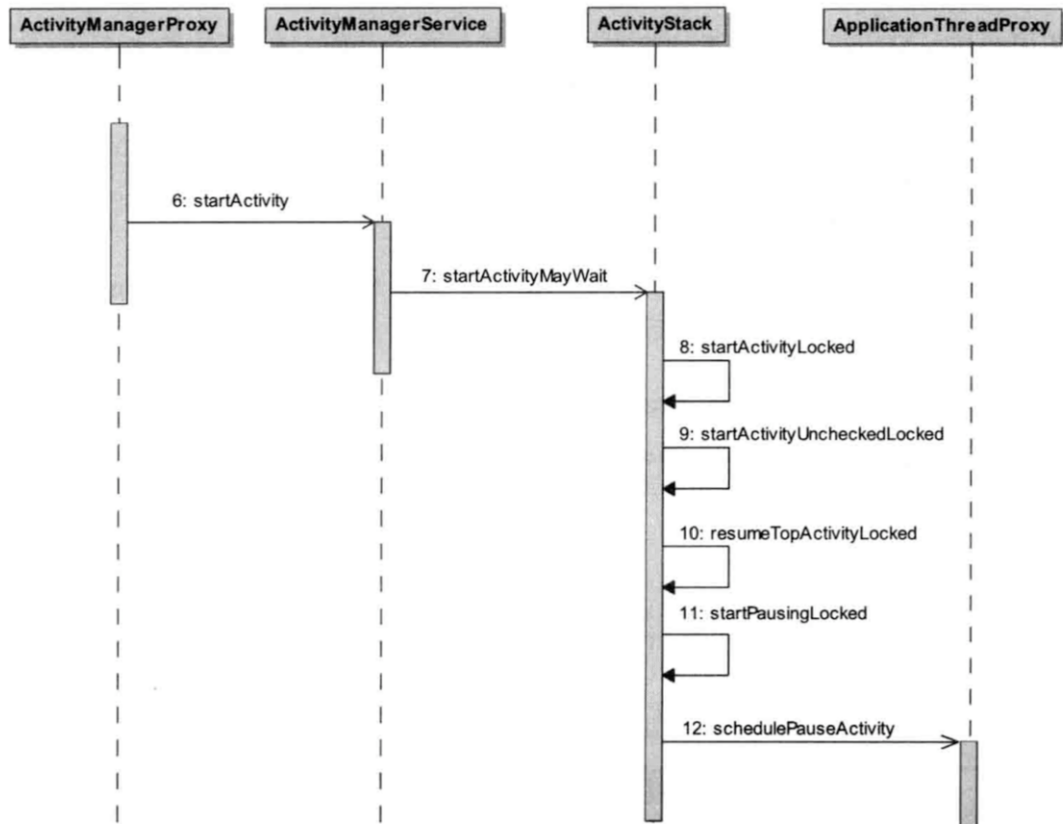 ActivityManagerProxy
ActivityManagerService
ActivityStack
ApplicationThreadProxy
6: startActivity
7: startActivityMayWait
8: startActivityLocked
9: startActivityUncheckedLocked
10: resumeTopActivityLocked
11: startPausingLocked
12: schedulePauseActivity